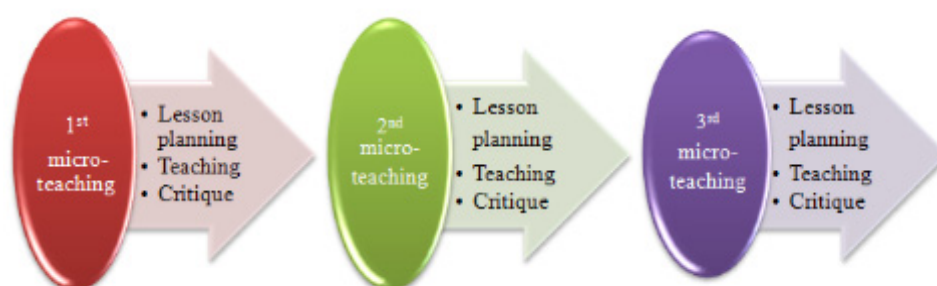 1st
micro-
teaching
• Lesson
planning
• Teaching
• Critique
2nd
micro-
teaching
• Lesson
planning
• Teaching
• Critique
3rd
micro-
teaching
• Lesson
planning
• Teaching
• Critique